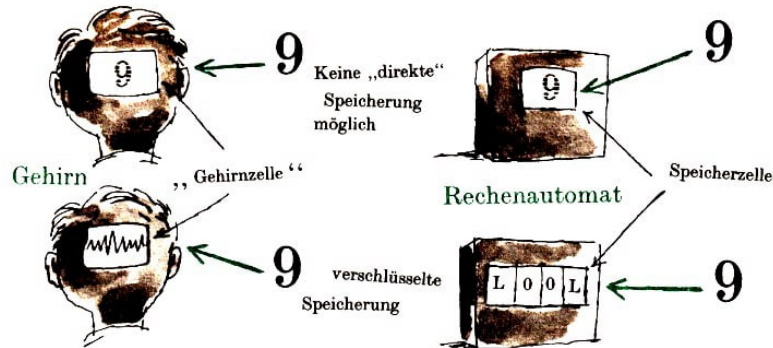 9
9
9
9
Keine „direkte“
Speicherung
möglich
Gehirn
„ Gehirnzelle “
Speicherzelle
Rechenautomat
9
verschlüsselte
Speicherung
L 0 0 L
9